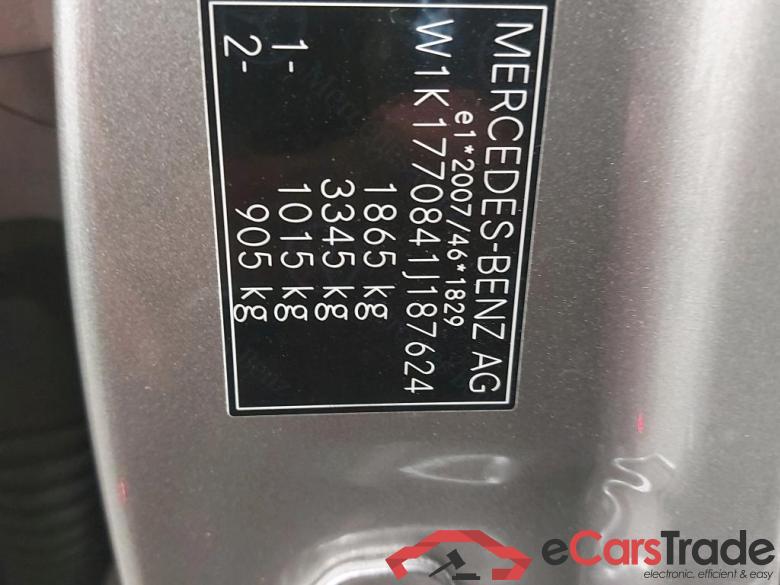 MERCEDES-BENZ AG
e1*2007/46*1829
W1K1770841J187624
1865 kg
3345 kg
1- 1015 kg
2- 905 kg
eCarsTrade
electronic, efficient & easy